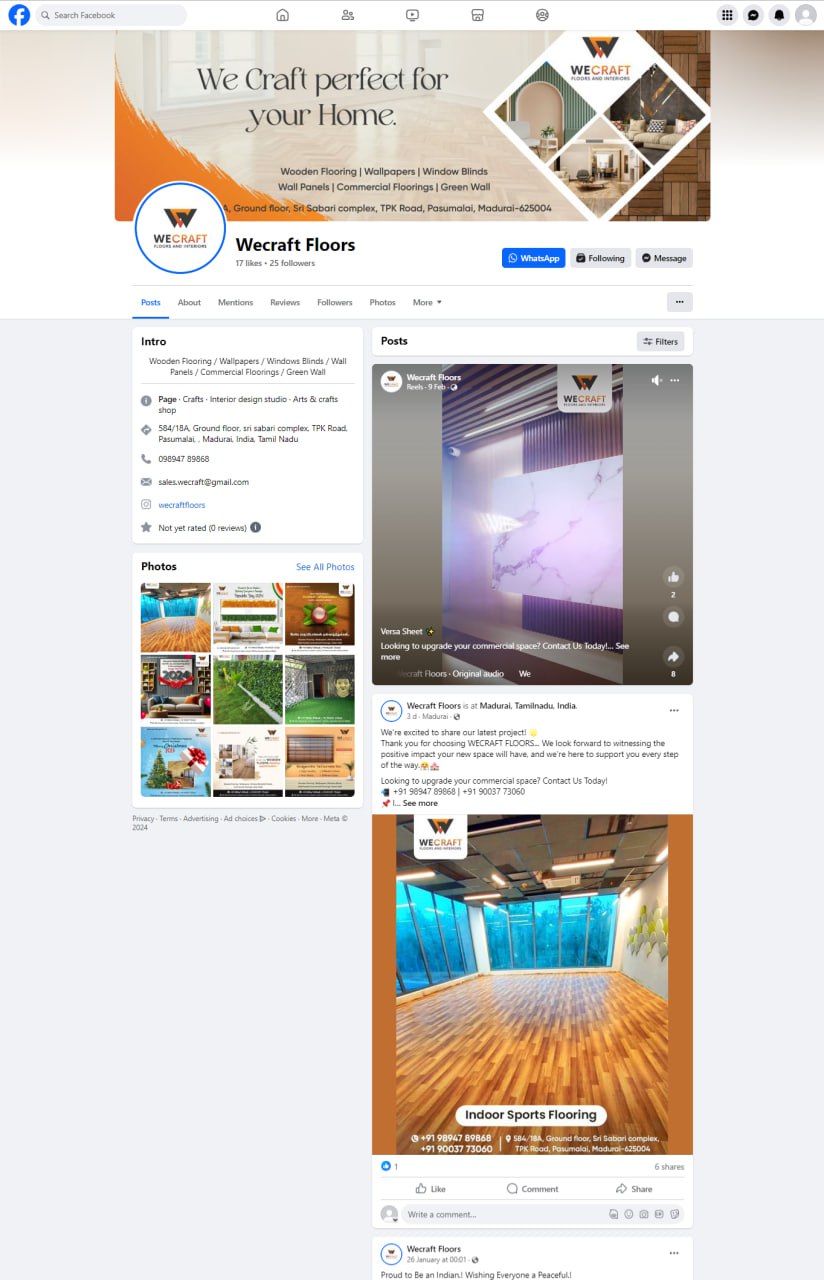 Search Facebook
We Craft perfect for
your Home.
WECRAFT
FLOORS AND INTERIORS
Wooden Flooring | Wallpapers | Window Blinds
Wall Panels | Commercial Floorings | Green Wall
A, Ground floor, Sri Sabari complex, TPK Road, Pasumalai, Madurai-625004
WECRAFT
FLOORS AND INTERIORS
Wecraft Floors
17 likes • 25 followers
WhatsApp
Following
Message
Posts
About
Mentions
Reviews
Followers
Photos
More
Intro
Wooden Flooring / Wallpapers / Windows Blinds / Wall
Panels / Commercial Floorings / Green Wall
Page · Crafts · Interior design studio · Arts & crafts
shop
584/18A, Ground floor, sri sabari complex, TPK Road,
Pasumalai, , Madurai, India, Tamil Nadu
098947 89868
sales.wecraft@gmail.com
wecraftfloors
Not yet rated (0 reviews)
Photos
See All Photos
Privacy · Terms · Advertising · Ad choices · Cookies · More · Meta ©
2024
Posts
Filters
Wecraft Floors
Reels · 9 Feb ·
WECRAFT
FLOORS AND INTERIORS
2
Versa Sheet
Looking to upgrade your commercial space? Contact Us Today!... See
more
Wecraft Floors · Original audio We
8
Wecraft Floors is at Madurai, Tamilnadu, India.
3 d · Madurai ·
We're excited to share our latest project!
Thank you for choosing WECRAFT FLOORS... We look forward to witnessing the
positive impact your new space will have, and we're here to support you every step
of the way.
Looking to upgrade your commercial space? Contact Us Today!
+91 98947 89868 | +91 90037 73060
l... See more
WECRAFT
FLOORS AND INTERIORS
Indoor Sports Flooring
+91 98947 89868
+91 90037 73060
584/18A, Ground floor, Sri Sabari complex,
TPK Road, Pasumalai, Madurai-625004
1
6 shares
Like
Comment
Share
Write a comment...
Wecraft Floors
26 January at 00:01 ·
Proud to Be an Indian.! Wishing Everyone a Peaceful.!